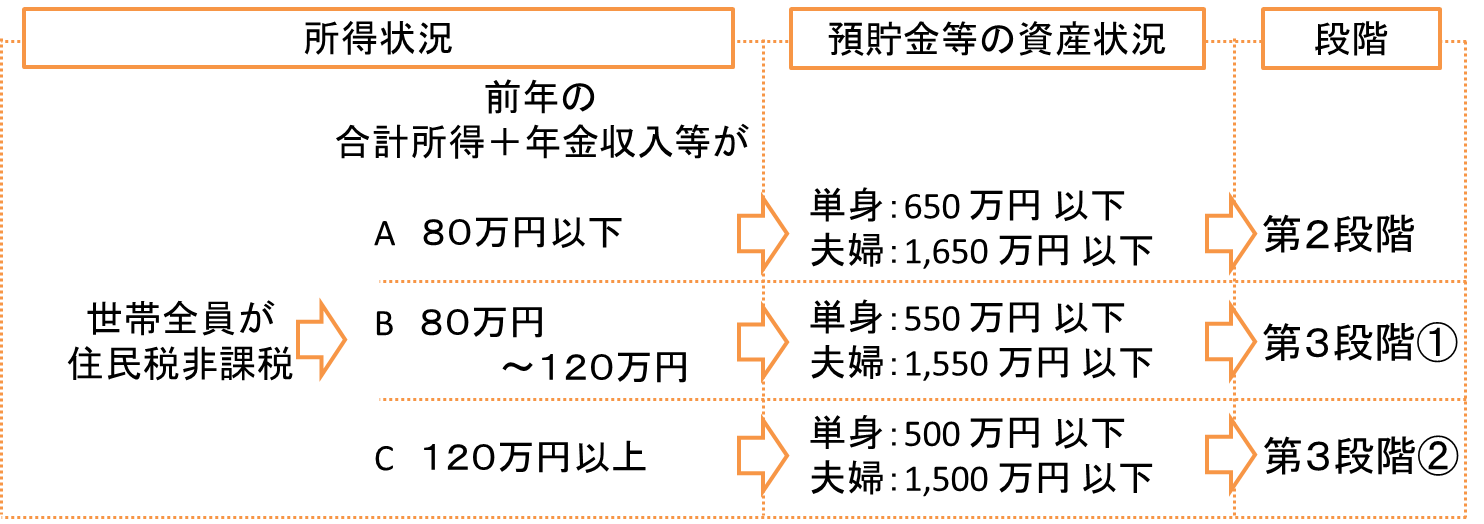 所得状況
預貯金等の資産状況
段階
前年の
合計所得＋年金収入等が
世帯全員が
住民税非課税
A ８０万円以下
単身：650 万円 以下
夫婦：1,650 万円 以下
第２段階
B ８０万円
～１２０万円
単身：550 万円 以下
夫婦：1,550 万円 以下
第３段階①
C １２０万円以上
単身：500 万円 以下
夫婦：1,500 万円 以下
第３段階②